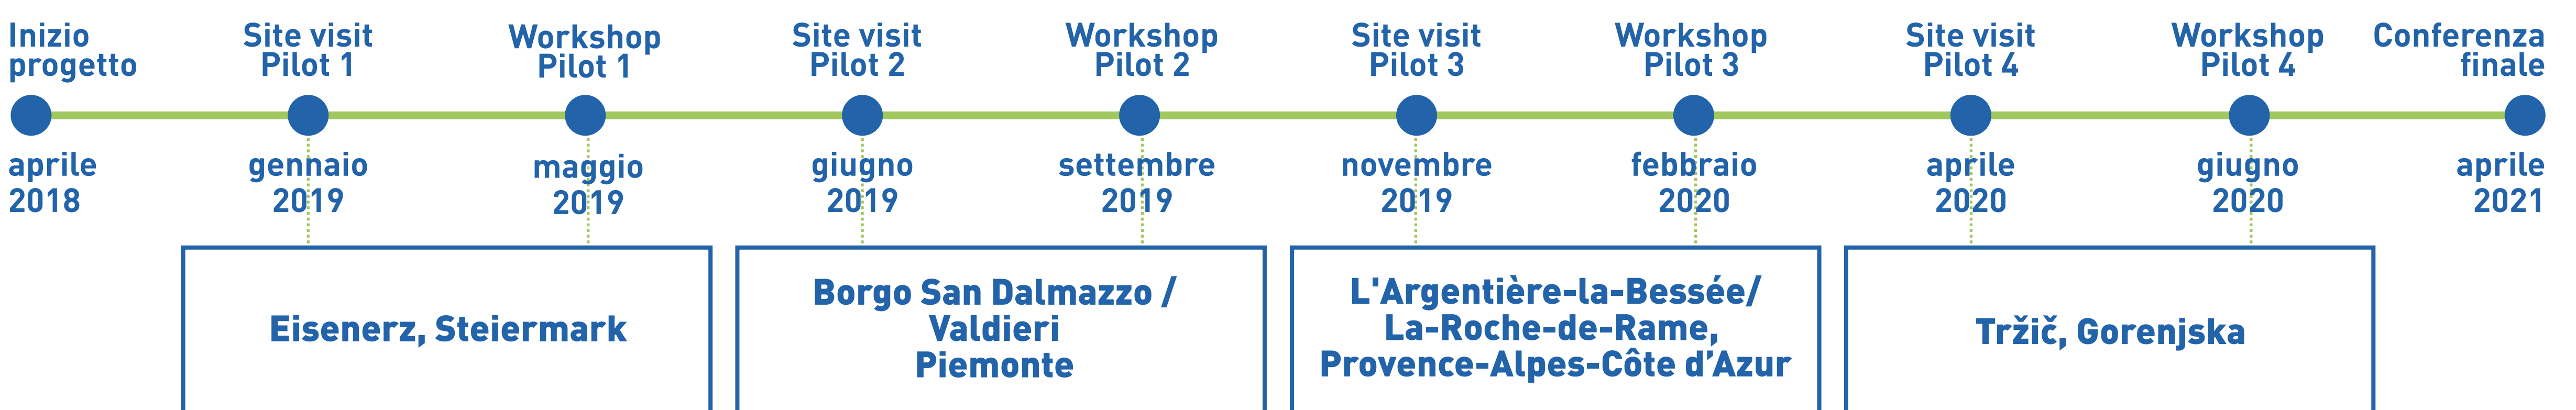 Inizio
progetto
Site visit
Pilot 1
Workshop
Pilot 1
Site visit
Pilot 2
Workshop
Pilot 2
Site visit
Pilot 3
Workshop
Pilot 3
Site visit
Pilot 4
Workshop
Pilot 4
Conferenza
finale
aprile
2018
gennaio
2019
maggio
2019
giugno
2019
settembre
2019
novembre
2019
febbraio
2020
aprile
2020
giugno
2020
aprile
2021
Eisenerz, Steiermark
Borgo San Dalmazzo /
Valdieri
Piemonte
L'Argentière-la-Bessée/
La-Roche-de-Rame,
Provence-Alpes-Côte d’Azur
Tržič, Gorenjska